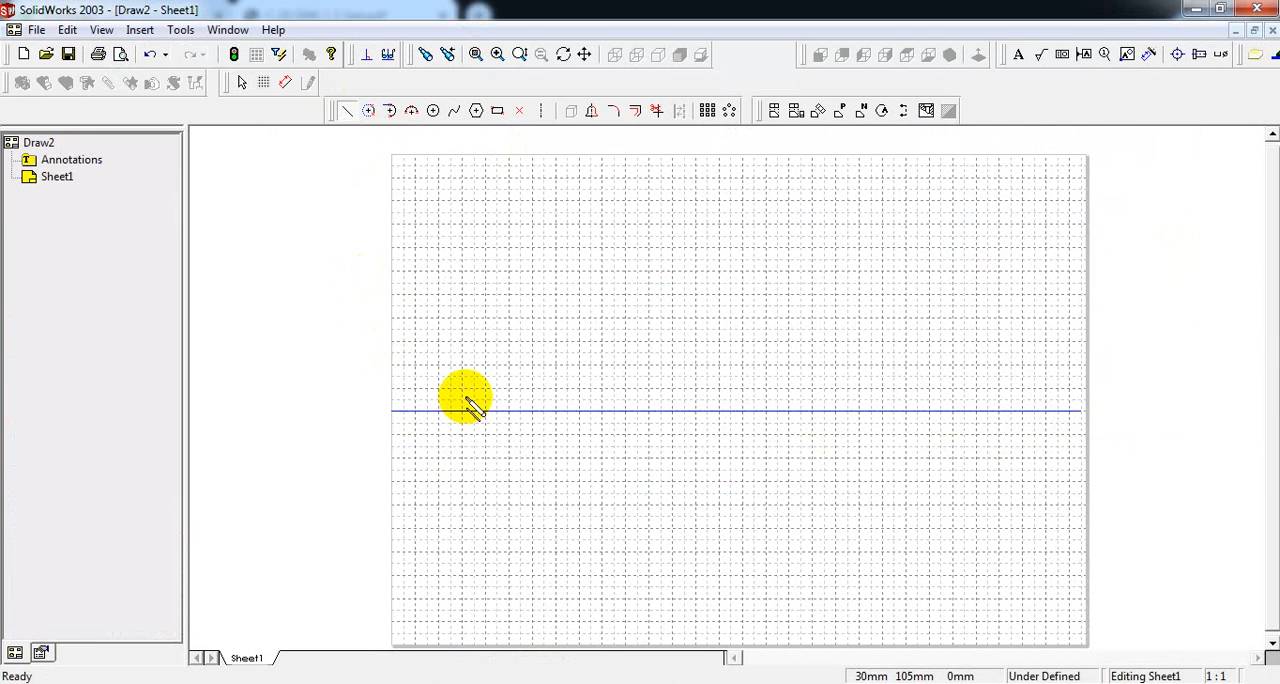 SolidWorks 2003 - [Draw2 - Sheet1]
File Edit View Insert Tools Window Help
Draw2
Annotations
Sheet1
Sheet1
Ready
30mm 105mm 0mm Under Defined Editing Sheet1 1 : 1